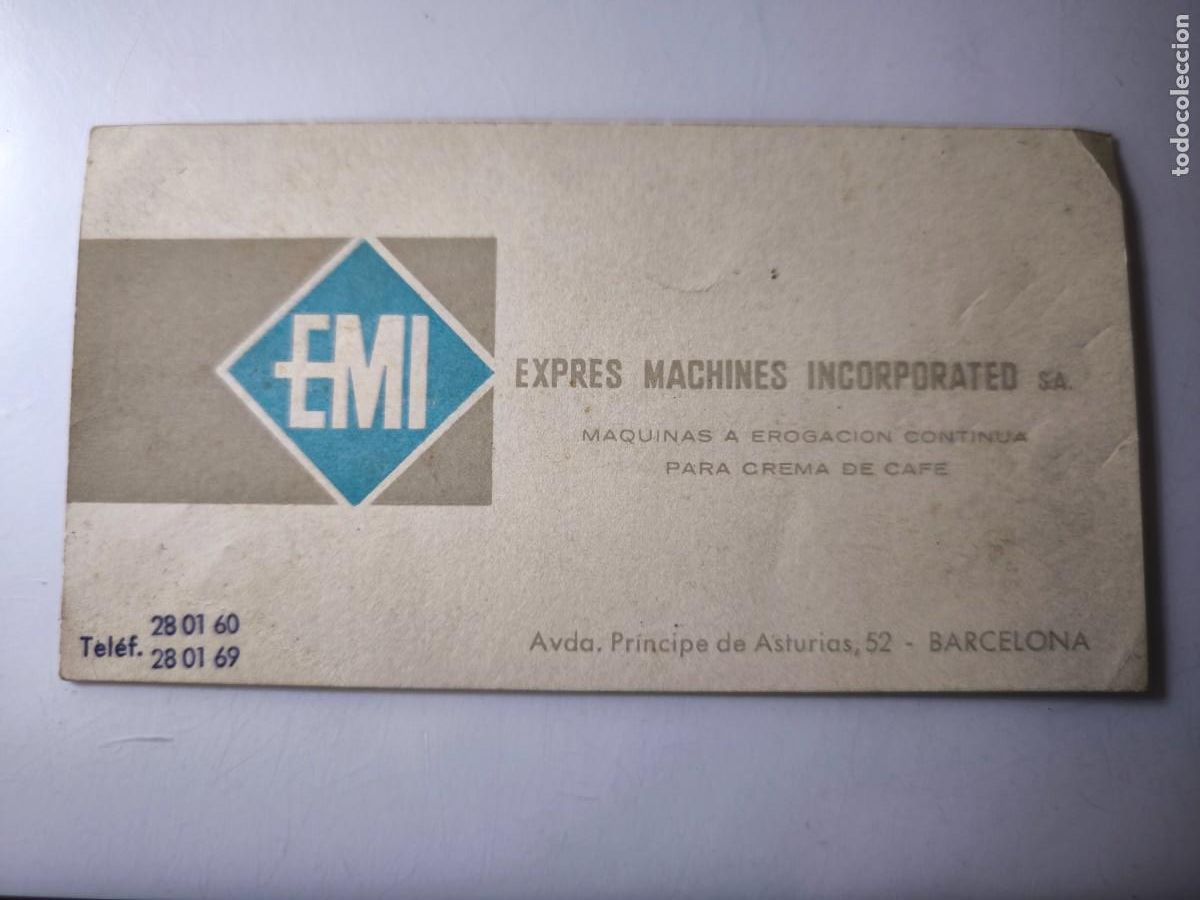 EMI
EXPRES MACHINES INCORPORATED S.A.
MAQUINAS A EROGACION CONTINUA
PARA CREMA DE CAFE
Teléf. 28 01 60
28 01 69
Avda. Príncipe de Asturias, 52 - BARCELONA
todocoleccion